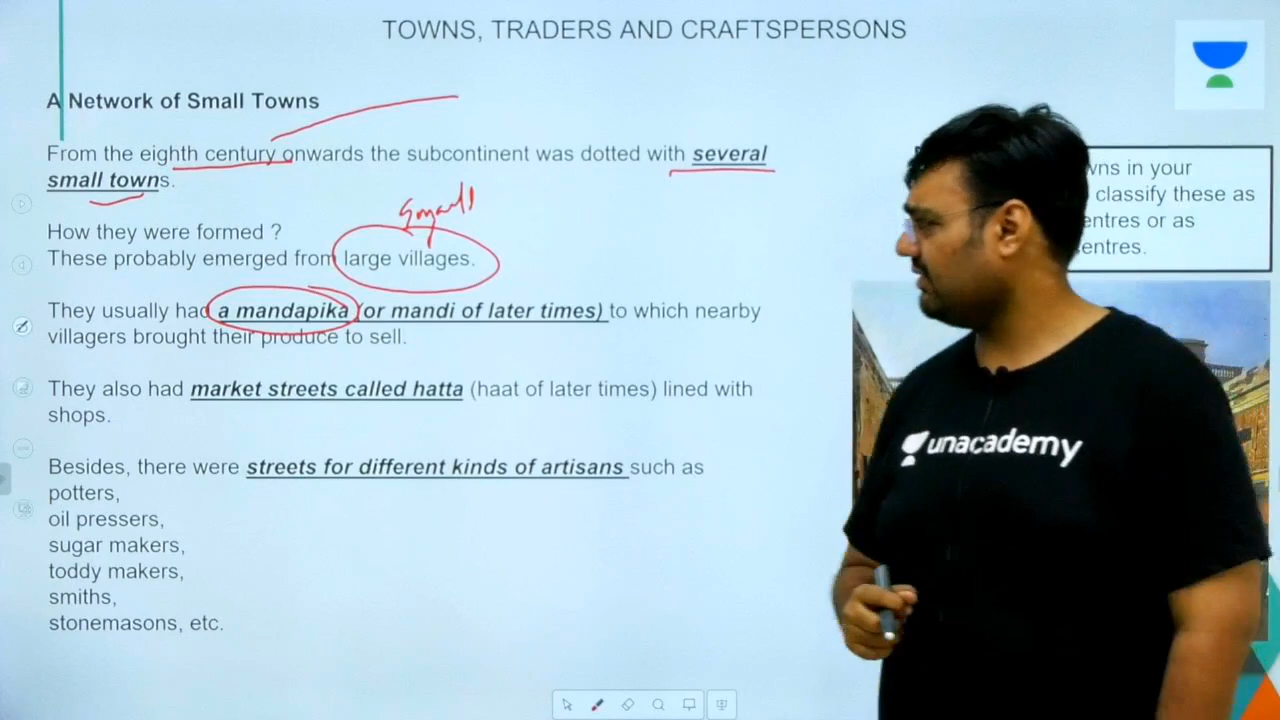 TOWNS, TRADERS AND CRAFTSPERSONS
A Network of Small Towns
From the eighth century onwards the subcontinent was dotted with several
small towns.
small
How they were formed ?
These probably emerged from large villages.
They usually had a mandapika (or mandi of later times) to which nearby
villagers brought their produce to sell.
They also had market streets called hatta (haat of later times) lined with
shops.
Besides, there were streets for different kinds of artisans such as
potters,
oil pressers,
sugar makers,
toddy makers,
smiths,
stonemasons, etc.
in your
classify these as
or as
unacademy